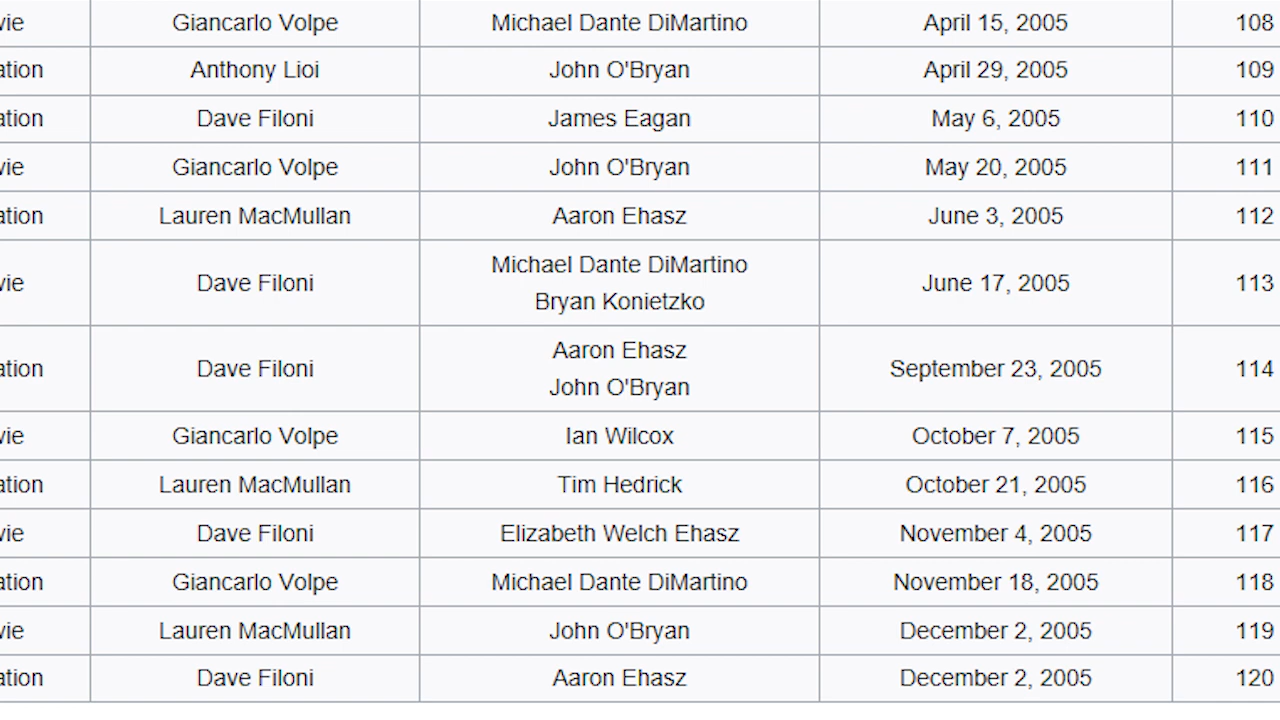 vie Giancarlo Volpe Michael Dante DiMartino April 15, 2005 108
ation Anthony Lioi John O'Bryan April 29, 2005 109
ation Dave Filoni James Eagan May 6, 2005 110
vie Giancarlo Volpe John O'Bryan May 20, 2005 111
ation Lauren MacMullan Aaron Ehasz June 3, 2005 112
vie Dave Filoni Michael Dante DiMartino June 17, 2005 113
Bryan Konietzko
ation Dave Filoni Aaron Ehasz September 23, 2005 114
John O'Bryan
vie Giancarlo Volpe Ian Wilcox October 7, 2005 115
ation Lauren MacMullan Tim Hedrick October 21, 2005 116
vie Dave Filoni Elizabeth Welch Ehasz November 4, 2005 117
ation Giancarlo Volpe Michael Dante DiMartino November 18, 2005 118
vie Lauren MacMullan John O'Bryan December 2, 2005 119
ation Dave Filoni Aaron Ehasz December 2, 2005 120